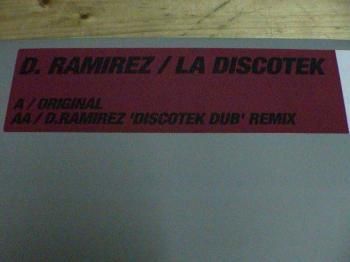 D. RAMIREZ / LA DISCOTEK
A / ORIGINAL
AA / D.RAMIREZ 'DISCOTEK DUB' REMIX